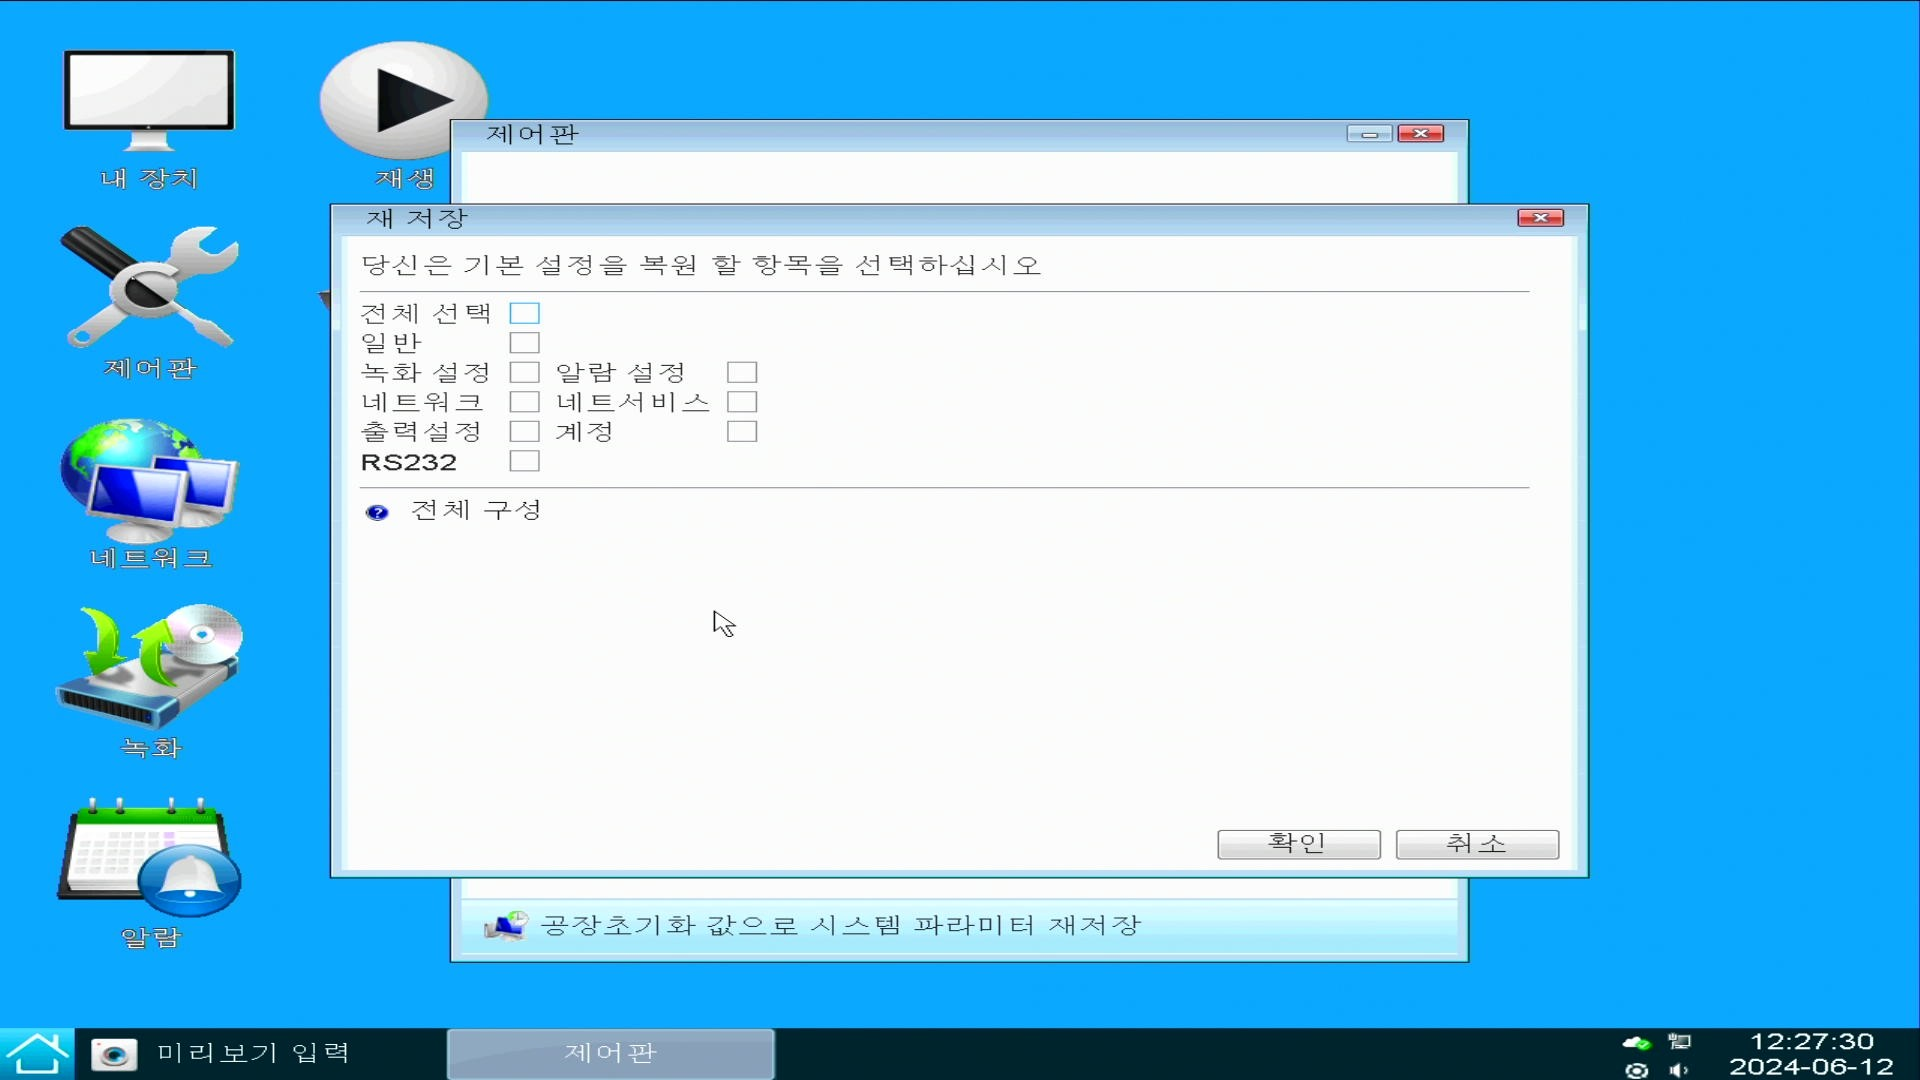 내 장치
재생
제어판
네트워크
녹화
알람
제어판
재 저장
당신은 기본 설정을 복원 할 항목을 선택하십시오
전체 선택
일반
녹화 설정 알람 설정
네트워크 네트서비스
출력설정 계정
RS232
전체 구성
확인 취소
공장초기화 값으로 시스템 파라미터 재저장
미리보기 입력
제어판
12:27:30
2024-06-12